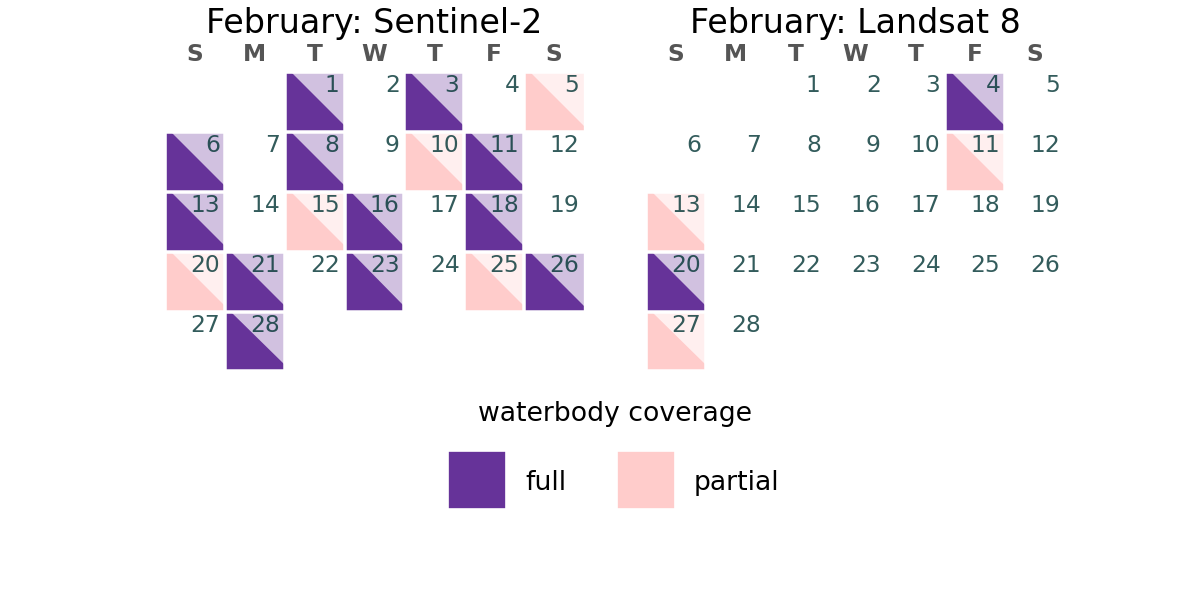 February: Sentinel-2
S M T W T F S
1 2 3 4 5
6 7 8 9 10 11 12
13 14 15 16 17 18 19
20 21 22 23 24 25 26
27 28
February: Landsat 8
S M T W T F S
1 2 3 4 5
6 7 8 9 10 11 12
13 14 15 16 17 18 19
20 21 22 23 24 25 26
27 28
waterbody coverage
full partial